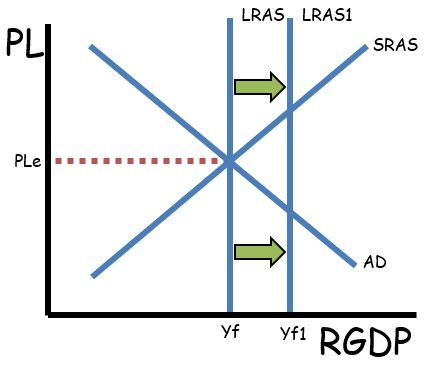 LRAS LRAS1
PL
SRAS
PLe
AD
Yf Yf1
RGDP